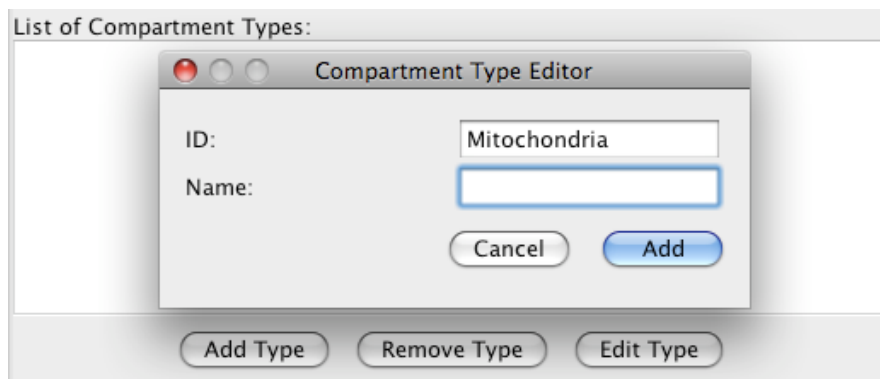 List of Compartment Types:
Compartment Type Editor
ID: Mitochondria
Name:
Cancel Add
Add Type Remove Type Edit Type